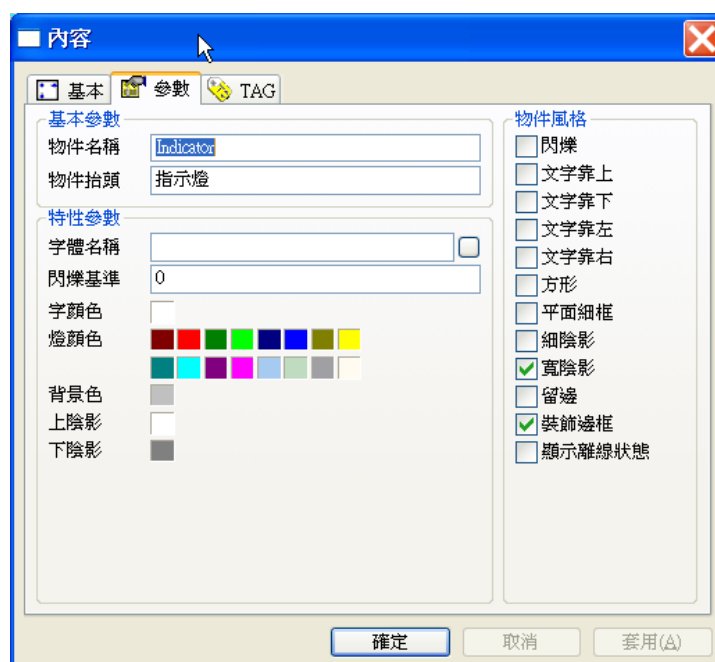 內容
基本 參數 TAG
基本參數
物件名稱 Indicator
物件抬頭 指示燈
特性參數
字體名稱
閃爍基準 0
字顏色
燈顏色
背景色
上陰影
下陰影
物件風格
閃爍
文字靠上
文字靠下
文字靠左
文字靠右
方形
平面細框
細陰影
寬陰影
留邊
裝飾邊框
顯示離線狀態
確定 取消 套用(A)